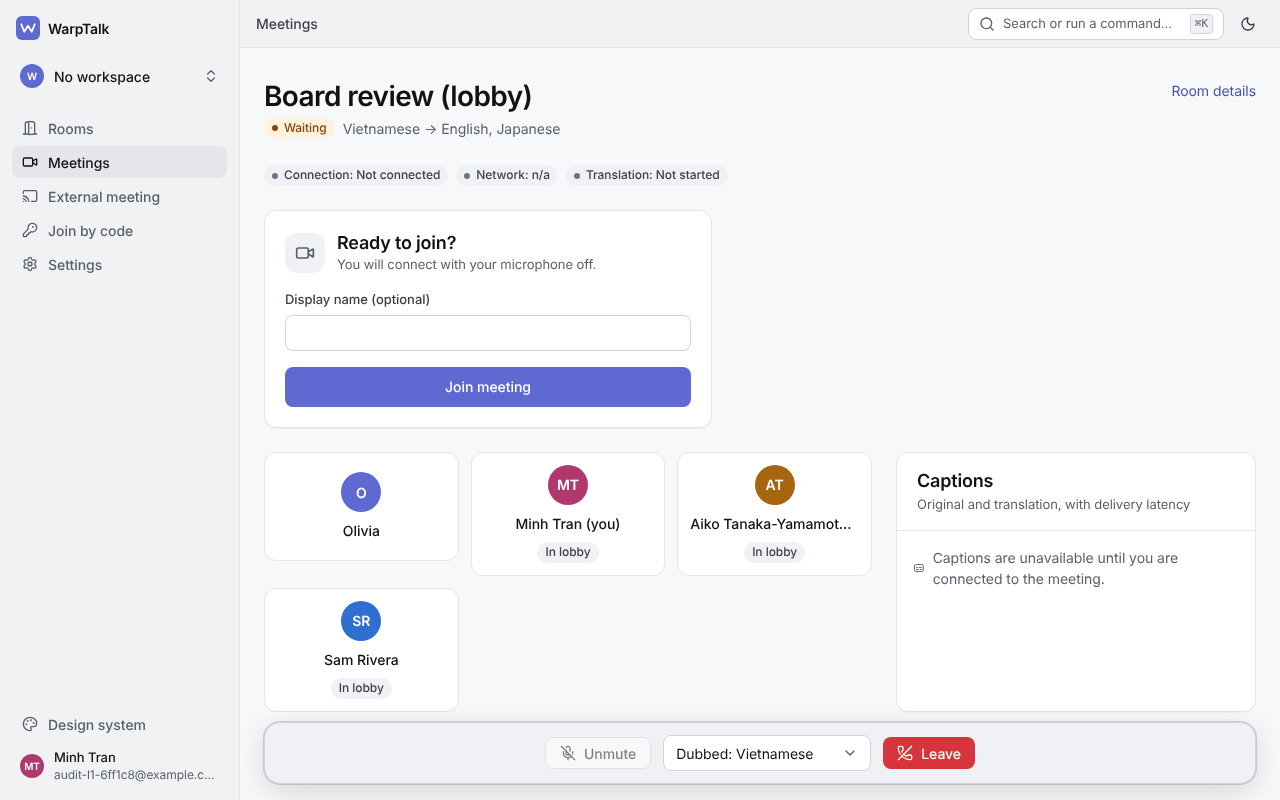 WarpTalk
W
No workspace
Rooms
Meetings
External meeting
Join by code
Settings
Design system
MT
Minh Tran
audit-l1-6ff1c8@example.c...
Meetings
Search or run a command...
⌘K
Board review (lobby)
Room details
Waiting
Vietnamese → English, Japanese
Connection: Not connected
Network: n/a
Translation: Not started
Ready to join?
You will connect with your microphone off.
Display name (optional)
Join meeting
O
Olivia
MT
Minh Tran (you)
In lobby
AT
Aiko Tanaka-Yamamot...
In lobby
SR
Sam Rivera
In lobby
Captions
Original and translation, with delivery latency
Captions are unavailable until you are
connected to the meeting.
Unmute
Dubbed: Vietnamese
Leave